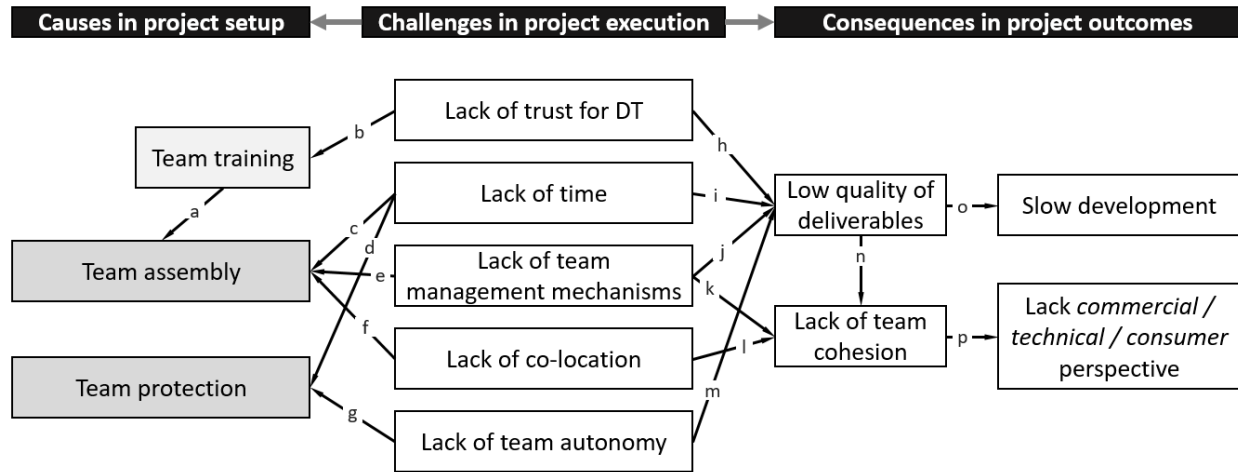 Causes in project setup
Challenges in project execution
Consequences in project outcomes
Lack of trust for DT
b
h
Team training
a
Lack of time
i
c
d
Low quality of
deliverables
o
Slow development
Team assembly
e
Lack of team
management mechanisms
j
k
n
f
Lack of co-location
l
Lack of team
cohesion
p
Lack commercial /
technical / consumer
perspective
Team protection
g
m
Lack of team autonomy